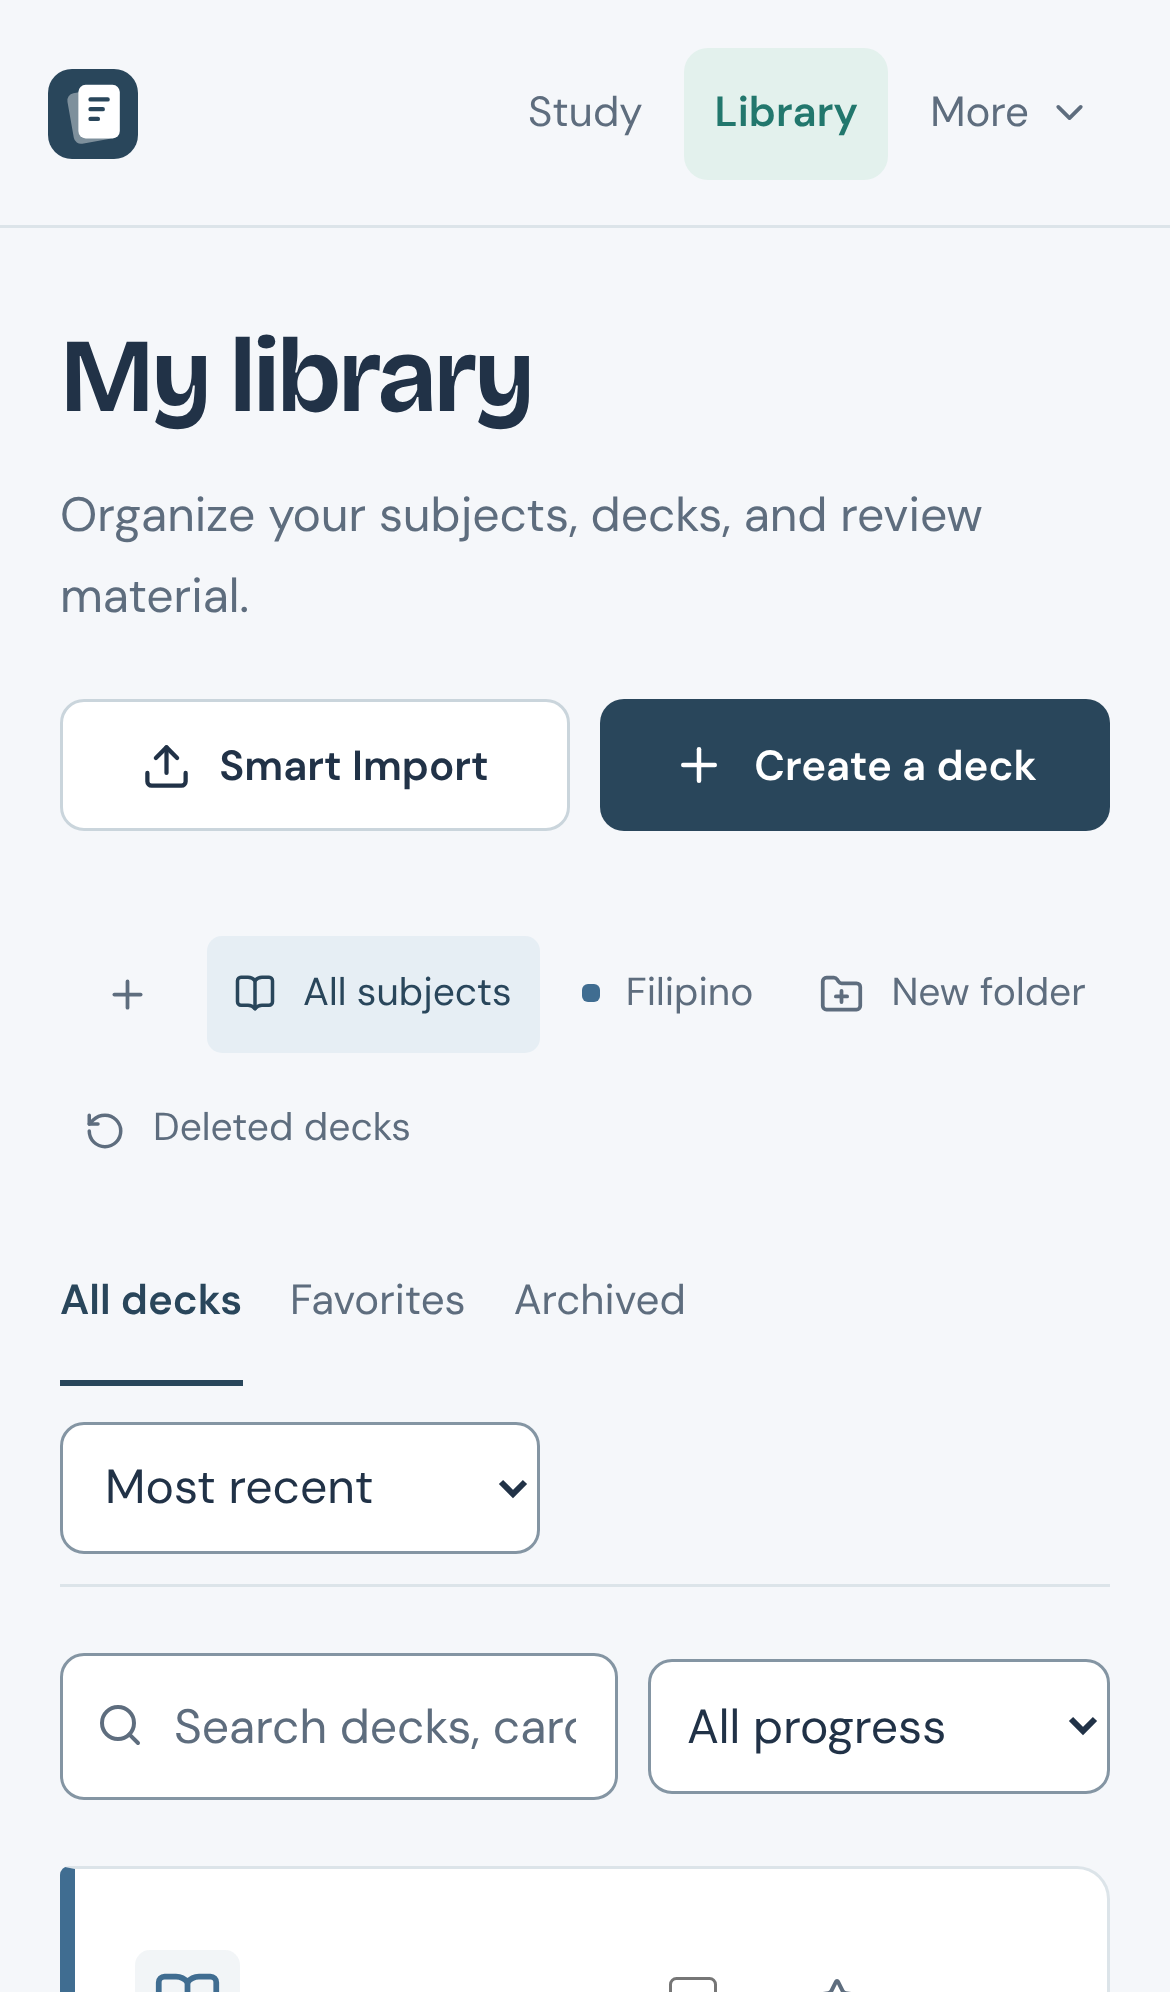 Study Library More
My library
Organize your subjects, decks, and review
material.
Smart Import Create a deck
All subjects Filipino New folder
Deleted decks
All decks Favorites Archived
Most recent
Search decks, All progress